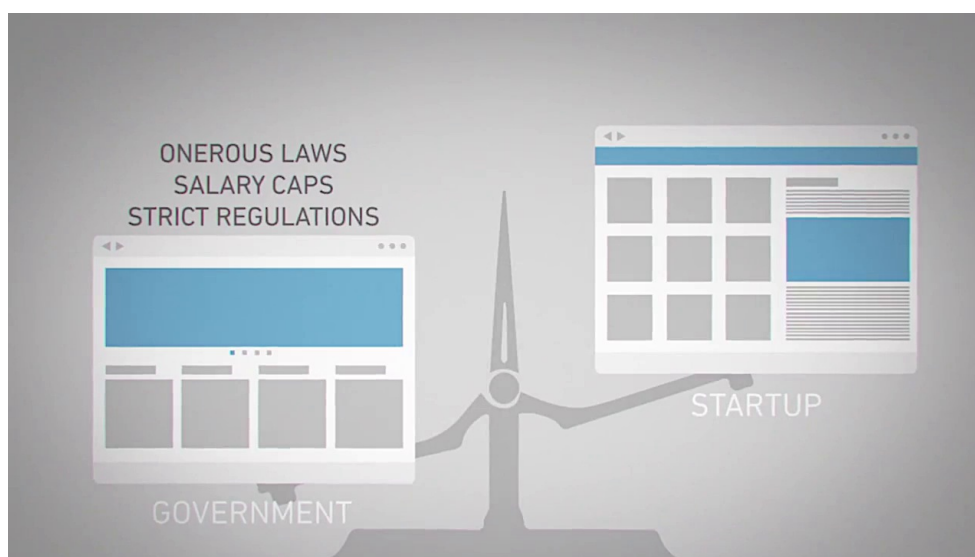 ONEROUS LAWS
SALARY CAPS
STRICT REGULATIONS
GOVERNMENT
STARTUP